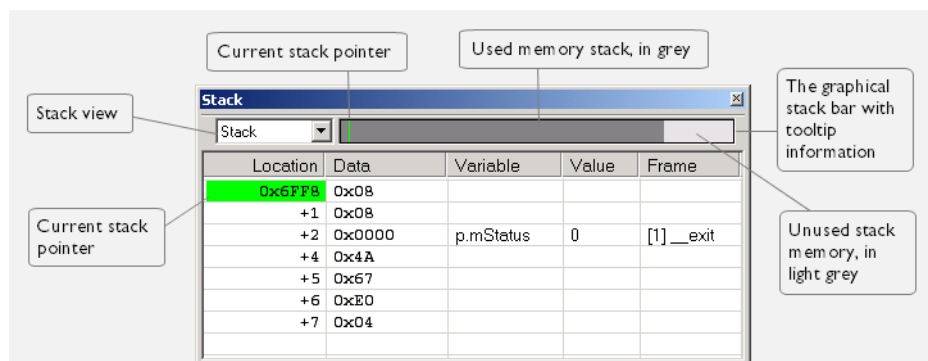 Current stack pointer
Used memory stack, in grey
The graphical
stack bar with
tooltip
information
Stack view
Stack
Stack
Location Data Variable Value Frame
0x6FF8 0x08
+1 0x08
+2 0x0000 p.mStatus 0 [1] __exit
+4 0x4A
+5 0x67
+6 0xE0
+7 0x04
Current stack
pointer
Unused stack
memory, in
light grey